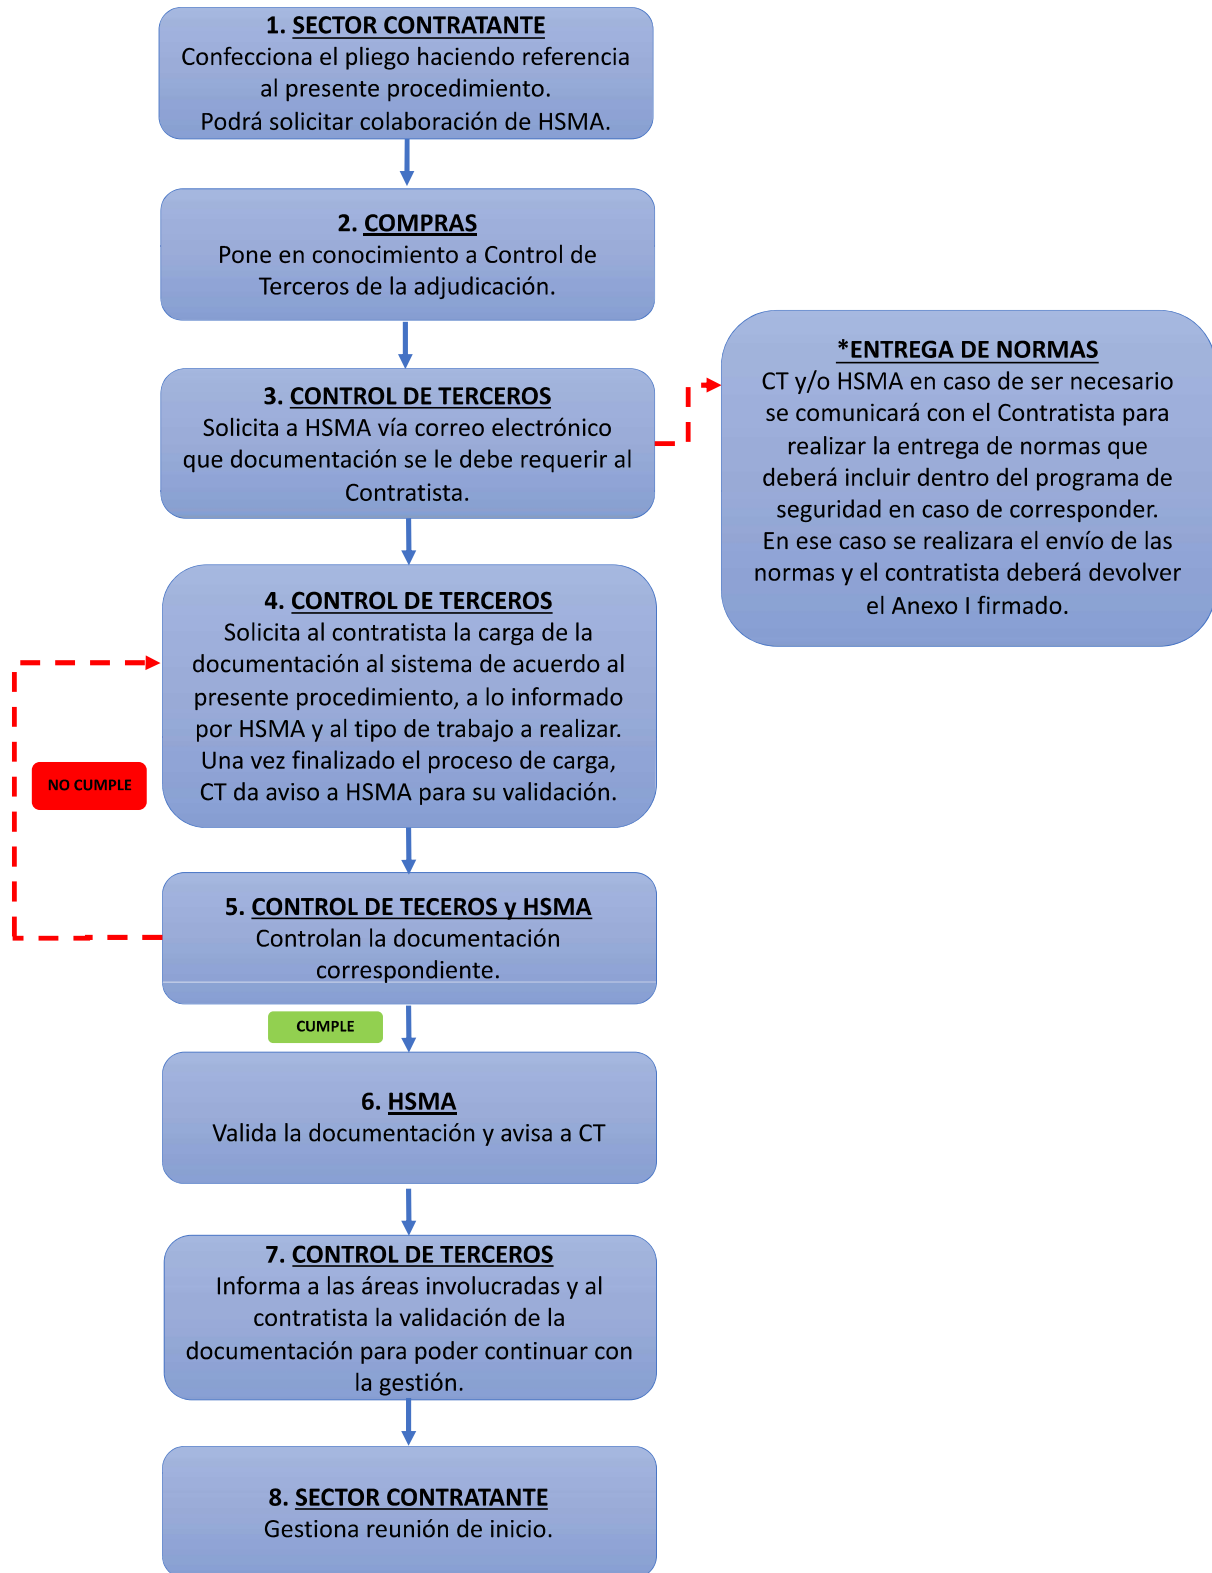 1. SECTOR CONTRATANTE
Confecciona el pliego haciendo referencia
al presente procedimiento.
Podrá solicitar colaboración de HSMA.
2. COMPRAS
Pone en conocimiento a Control de
Terceros de la adjudicación.
3. CONTROL DE TERCEROS
Solicita a HSMA vía correo electrónico
que documentación se le debe requerir al
Contratista.
*ENTREGA DE NORMAS
CT y/o HSMA en caso de ser necesario
se comunicará con el Contratista para
realizar la entrega de normas que
deberá incluir dentro del programa de
seguridad en caso de corresponder.
En ese caso se realizara el envío de las
normas y el contratista deberá devolver
el Anexo I firmado.
4. CONTROL DE TERCEROS
Solicita al contratista la carga de la
documentación al sistema de acuerdo al
presente procedimiento, a lo informado
por HSMA y al tipo de trabajo a realizar.
Una vez finalizado el proceso de carga,
CT da aviso a HSMA para su validación.
NO CUMPLE
5. CONTROL DE TECEROS y HSMA
Controlan la documentación
correspondiente.
CUMPLE
6. HSMA
Valida la documentación y avisa a CT
7. CONTROL DE TERCEROS
Informa a las áreas involucradas y al
contratista la validación de la
documentación para poder continuar con
la gestión.
8. SECTOR CONTRATANTE
Gestiona reunión de inicio.